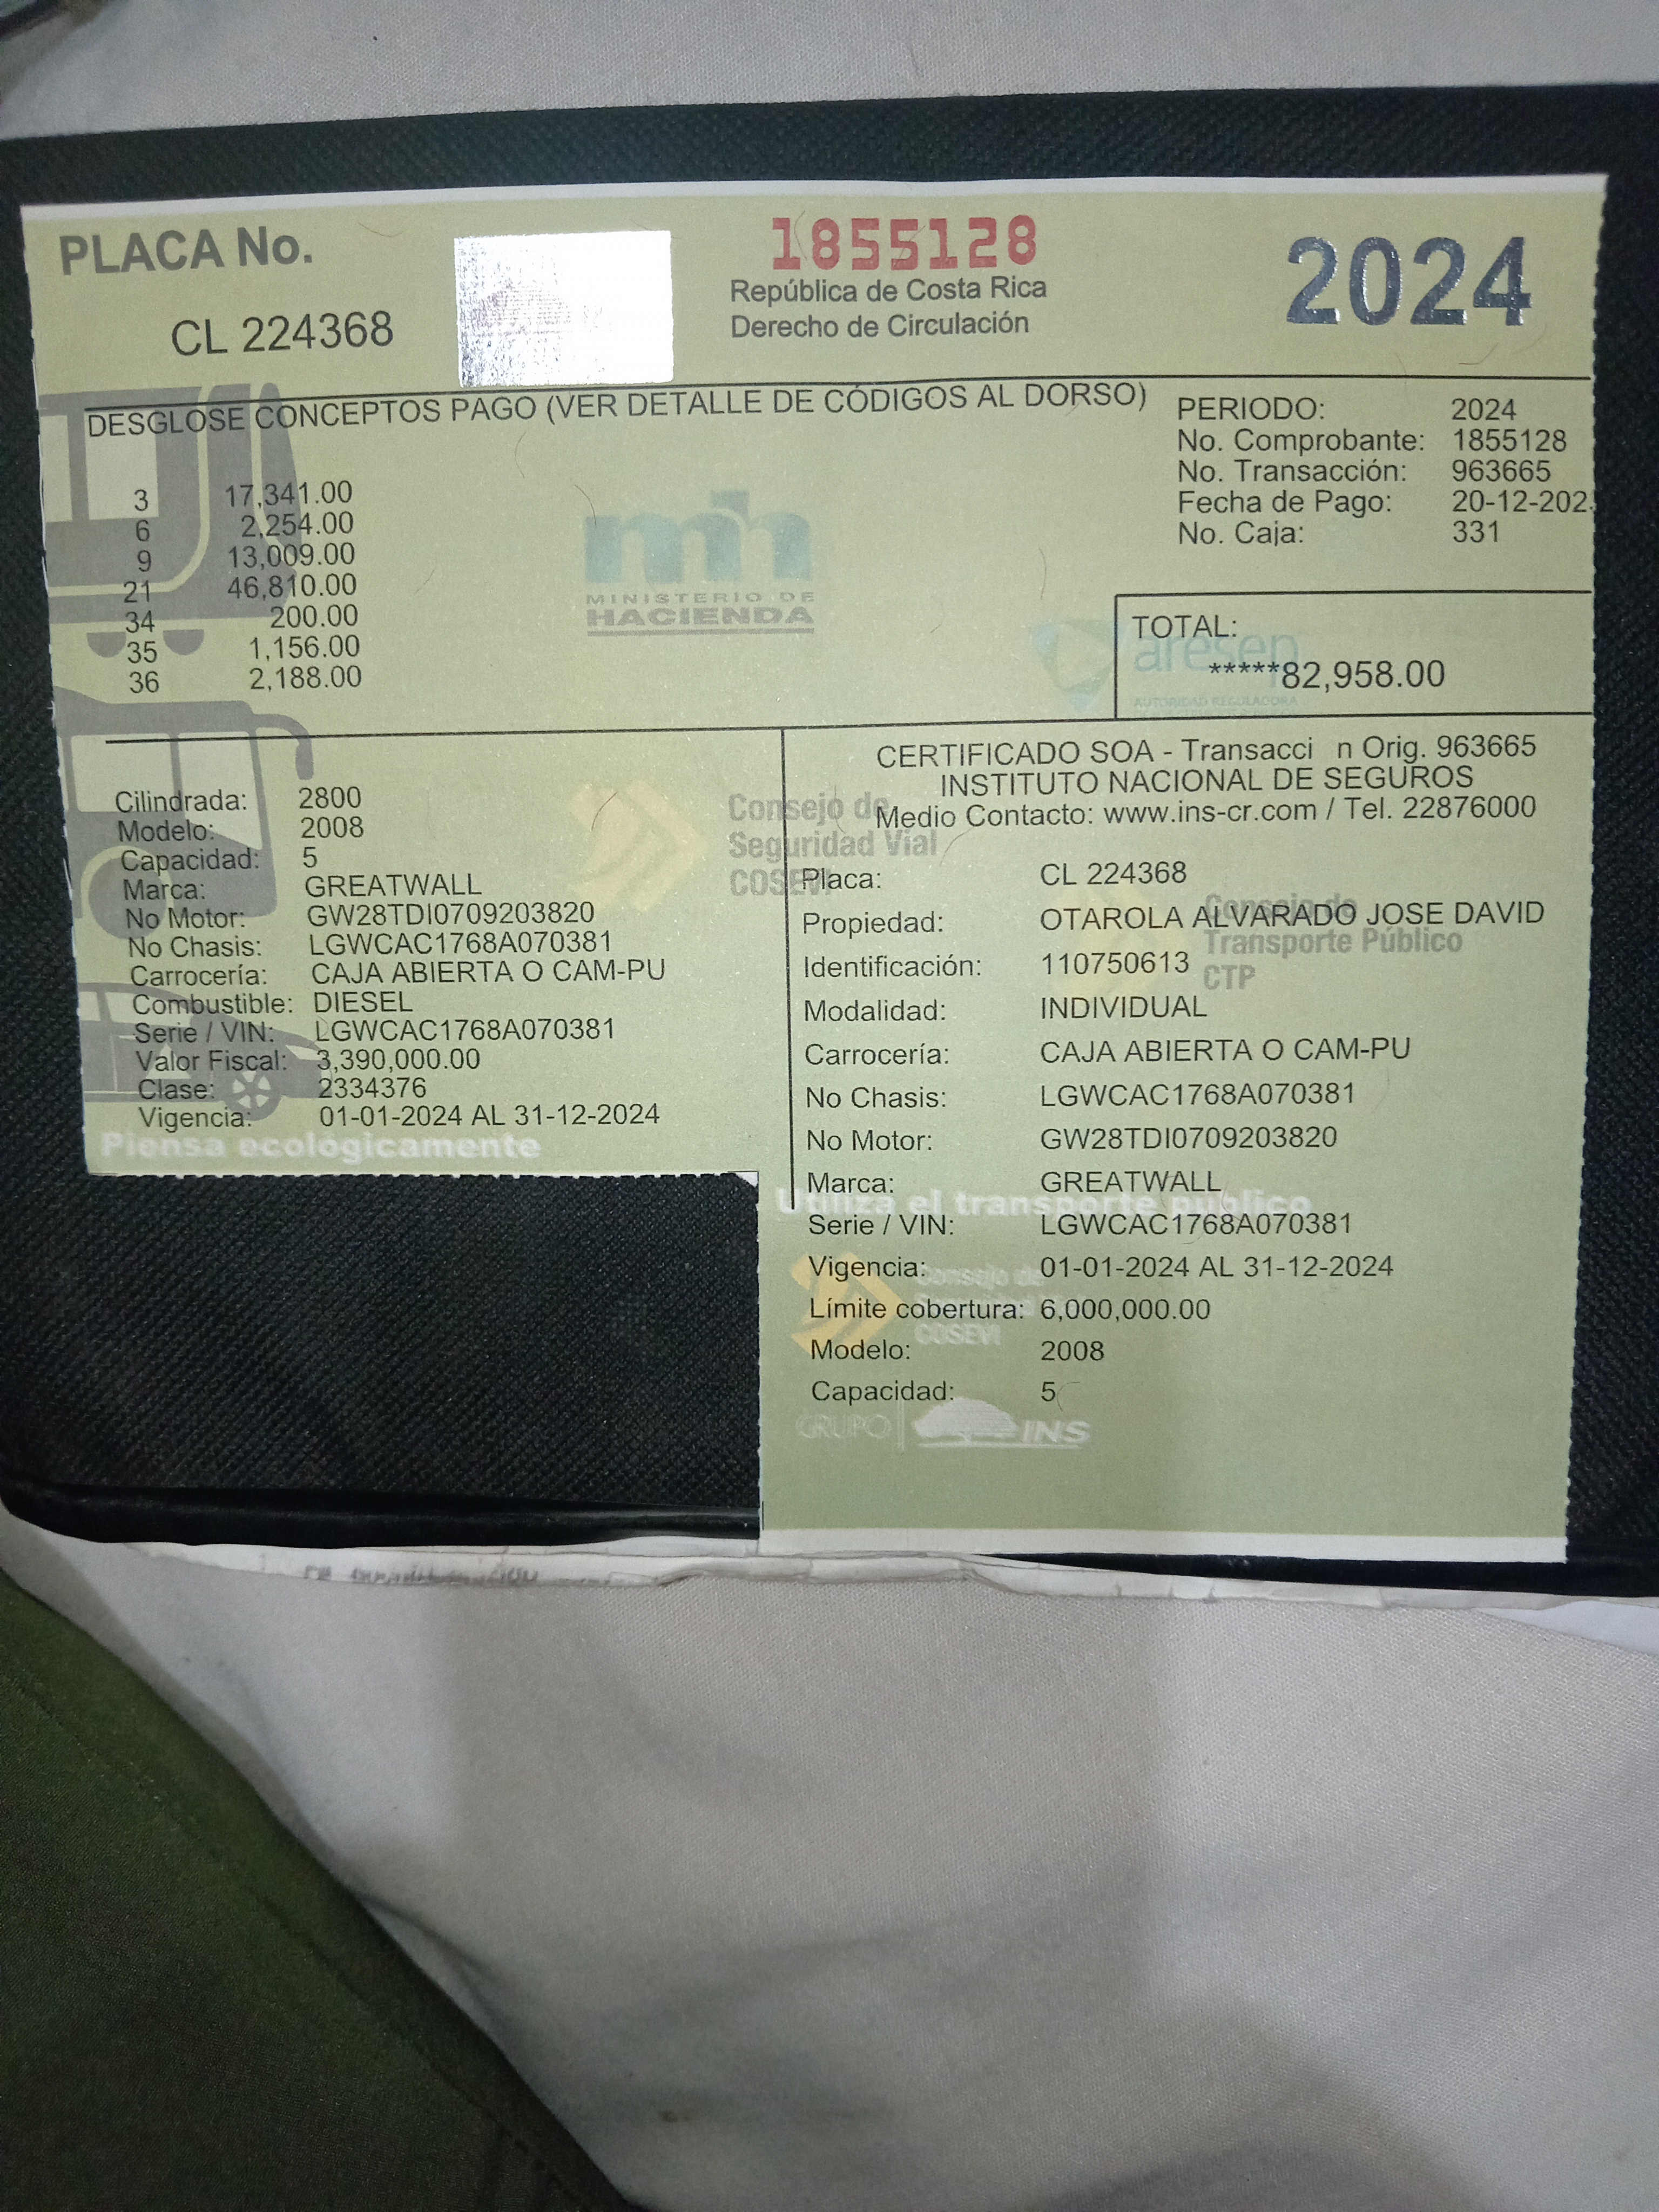 PLACA No.
CL 224368
1855128
República de Costa Rica
Derecho de Circulación
2024
DESGLOSE CONCEPTOS PAGO (VER DETALLE DE CÓDIGOS AL DORSO)
3 17,341.00
6 2,254.00
9 13,009.00
21 46,810.00
34 200.00
35 1,156.00
36 2,188.00
mh
MINISTERIO DE
HACIENDA
PERIODO: 2024
No. Comprobante: 1855128
No. Transacción: 963665
Fecha de Pago: 20-12-202
No. Caja: 331
aresep
AUTORIDAD REGULADORA
TOTAL:
*****82,958.00
Cilindrada: 2800
Modelo: 2008
Capacidad: 5
Marca: GREATWALL
No Motor: GW28TDI0709203820
No Chasis: LGWCAC1768A070381
Carrocería: CAJA ABIERTA O CAM-PU
Combustible: DIESEL
Serie / VIN: LGWCAC1768A070381
Valor Fiscal: 3,390,000.00
Clase: 2334376
Vigencia: 01-01-2024 AL 31-12-2024
Piensa ecológicamente
Consejo de
Seguridad Vial
COSEVI
CERTIFICADO SOA - Transacci n Orig. 963665
INSTITUTO NACIONAL DE SEGUROS
Medio Contacto: www.ins-cr.com / Tel. 22876000
Placa: CL 224368
Propiedad: OTAROLA ALVARADO JOSE DAVID
Identificación: 110750613
Modalidad: INDIVIDUAL
Carrocería: CAJA ABIERTA O CAM-PU
No Chasis: LGWCAC1768A070381
No Motor: GW28TDI0709203820
Marca: GREATWALL
Serie / VIN: LGWCAC1768A070381
Vigencia: 01-01-2024 AL 31-12-2024
Límite cobertura: 6,000,000.00
Modelo: 2008
Capacidad: 5
Consejo de
Transporte Público
CTP
Utiliza el transporte público
Consejo de
COSEVI
GRUPO INS